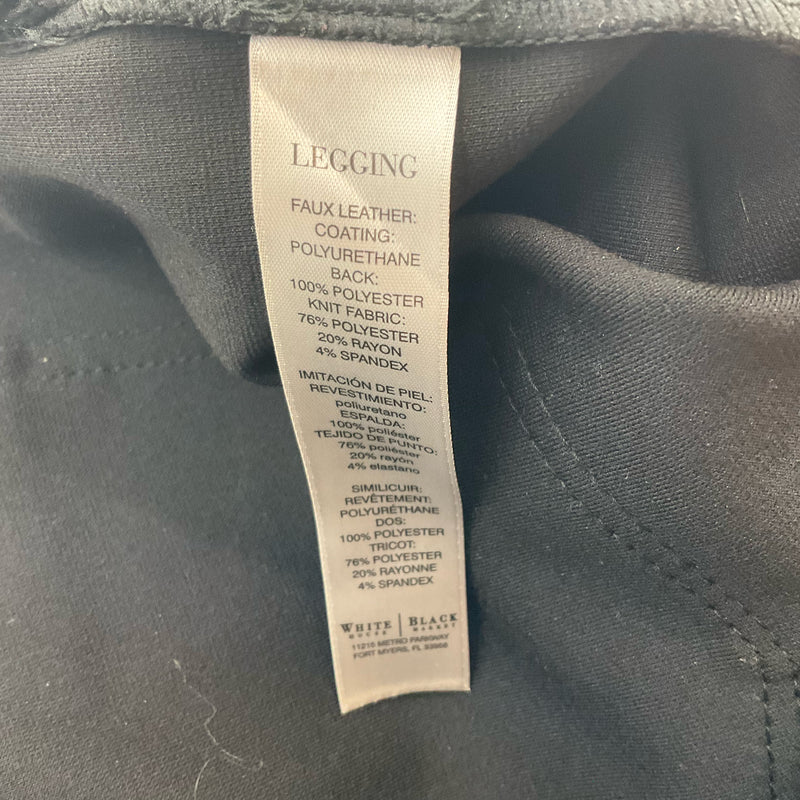 LEGGING
FAUX LEATHER:
COATING:
POLYURETHANE
BACK:
100% POLYESTER
KNIT FABRIC:
76% POLYESTER
20% RAYON
4% SPANDEX
IMITACIÓN DE PIEL:
REVESTIMIENTO:
poliuretano
ESPALDA:
100% poliéster
TEJIDO DE PUNTO:
76% poliéster
20% rayón
4% elastano
SIMILICUIR:
REVÊTEMENT:
POLYURÉTHANE
DOS:
100% POLYESTER
TRICOT:
76% POLYESTER
20% RAYONNE
4% SPANDEX
WHITE | BLACK
HOUSE | MARKET
11215 METRO PARKWAY
FORT MYERS, FL 33966